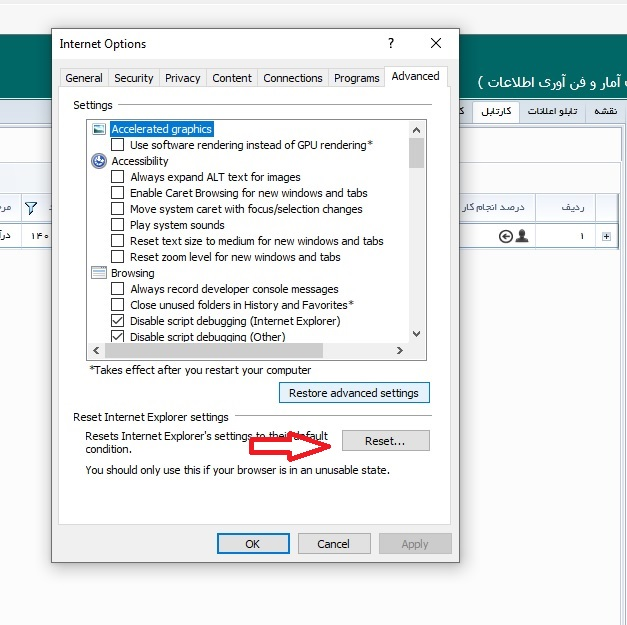 Internet Options
?
General Security Privacy Content Connections Programs Advanced
Settings
Accelerated graphics
Use software rendering instead of GPU rendering*
Accessibility
Always expand ALT text for images
Enable Caret Browsing for new windows and tabs
Move system caret with focus/selection changes
Play system sounds
Reset text size to medium for new windows and tabs
Reset zoom level for new windows and tabs
Browsing
Always record developer console messages
Close unused folders in History and Favorites*
Disable script debugging (Internet Explorer)
Disable script debugging (Other)
*Takes effect after you restart your computer
Restore advanced settings
Reset Internet Explorer settings
Resets Internet Explorer's settings to their default
condition.
Reset...
You should only use this if your browser is in an unusable state.
OK Cancel Apply
آمار و فن آوری اطلاعات )
نقشه تابلو اعلانات کارتابل
ردیف درصد انجام کار
۱